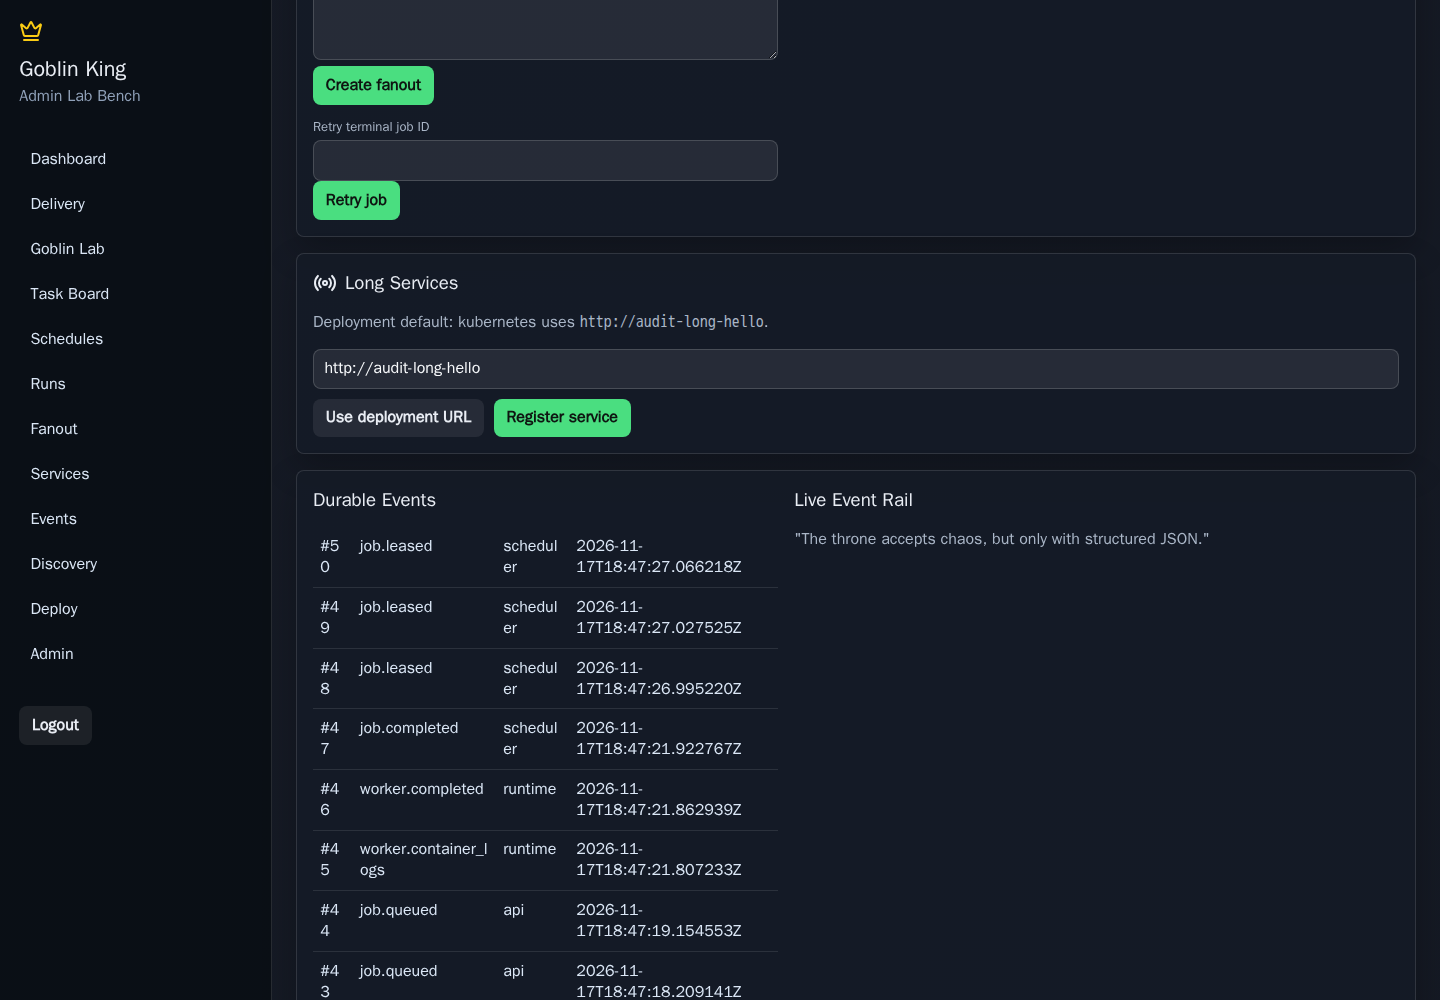 Goblin King
Admin Lab Bench
Dashboard
Delivery
Goblin Lab
Task Board
Schedules
Runs
Fanout
Services
Events
Discovery
Deploy
Admin
Logout
Create fanout
Retry terminal job ID
Retry job
Long Services
Deployment default: kubernetes uses http://audit-long-hello.
http://audit-long-hello
Use deployment URL
Register service
Durable Events
#50 job.leased scheduler 2026-11-17T18:47:27.066218Z
#49 job.leased scheduler 2026-11-17T18:47:27.027525Z
#48 job.leased scheduler 2026-11-17T18:47:26.995220Z
#47 job.completed scheduler 2026-11-17T18:47:21.922767Z
#46 worker.completed runtime 2026-11-17T18:47:21.862939Z
#45 worker.container_logs runtime 2026-11-17T18:47:21.807233Z
#44 job.queued api 2026-11-17T18:47:19.154553Z
#43 job.queued api 2026-11-17T18:47:18.209141Z
Live Event Rail
"The throne accepts chaos, but only with structured JSON."